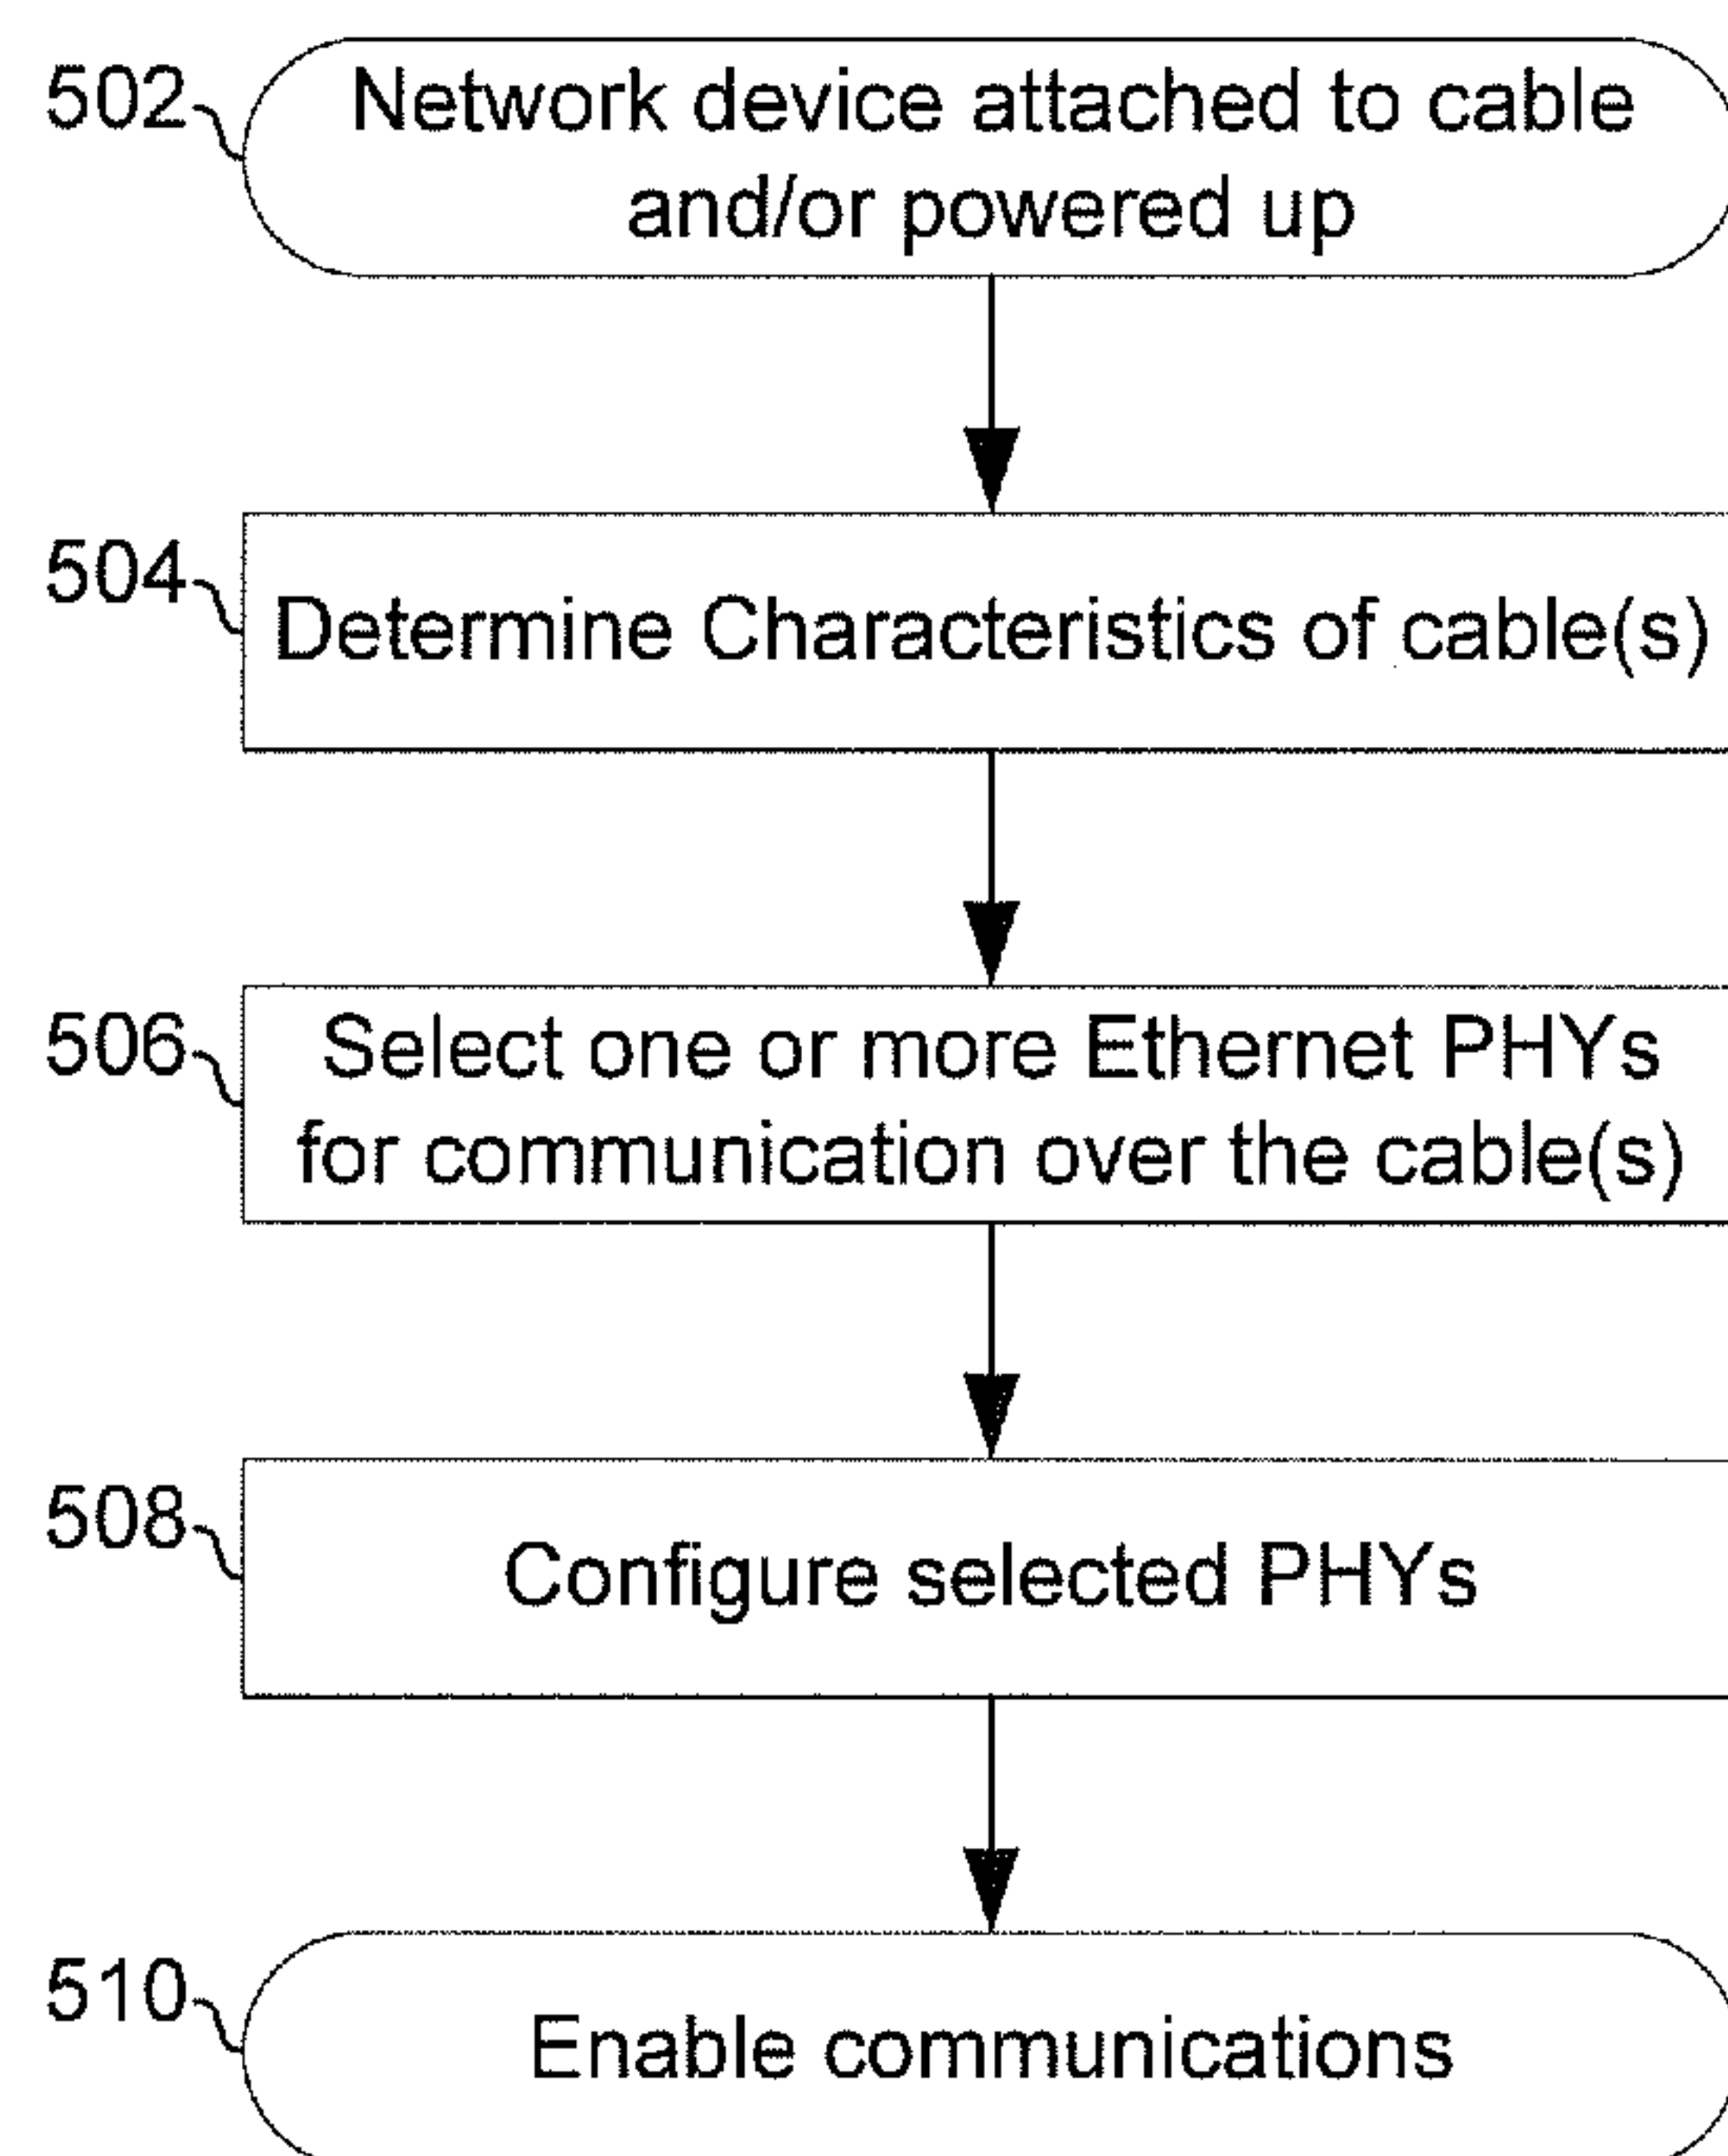 502
Network device attached to cable
and/or powered up
504
Determine Characteristics of cable(s)
506
Select one or more Ethernet PHYs
for communication over the cable(s)
508
Configure selected PHYs
510
Enable communications